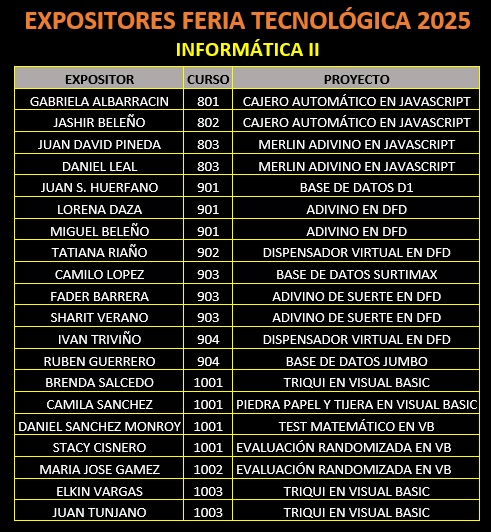 EXPOSITORES FERIA TECNOLÓGICA 2025
INFORMÁTICA II
EXPOSITOR CURSO PROYECTO
GABRIELA ALBARRACIN 801 CAJERO AUTOMÁTICO EN JAVASCRIPT
JASHIR BELEÑO 802 CAJERO AUTOMÁTICO EN JAVASCRIPT
JUAN DAVID PINEDA 803 MERLIN ADIVINO EN JAVASCRIPT
DANIEL LEAL 803 MERLIN ADIVINO EN JAVASCRIPT
JUAN S. HUERFANO 901 BASE DE DATOS D1
LORENA DAZA 901 ADIVINO EN DFD
MIGUEL BELEÑO 901 ADIVINO EN DFD
TATIANA RIAÑO 902 DISPENSADOR VIRTUAL EN DFD
CAMILO LOPEZ 903 BASE DE DATOS SURTIMAX
FADER BARRERA 903 ADIVINO DE SUERTE EN DFD
SHARIT VERANO 903 ADIVINO DE SUERTE EN DFD
IVAN TRIVIÑO 904 DISPENSADOR VIRTUAL EN DFD
RUBEN GUERRERO 904 BASE DE DATOS JUMBO
BRENDA SALCEDO 1001 TRIQUI EN VISUAL BASIC
CAMILA SANCHEZ 1001 PIEDRA PAPEL Y TIJERA EN VISUAL BASIC
DANIEL SANCHEZ MONROY 1001 TEST MATEMÁTICO EN VB
STACY CISNERO 1001 EVALUACIÓN RANDOMIZADA EN VB
MARIA JOSE GAMEZ 1002 EVALUACIÓN RANDOMIZADA EN VB
ELKIN VARGAS 1003 TRIQUI EN VISUAL BASIC
JUAN TUNJANO 1003 TRIQUI EN VISUAL BASIC